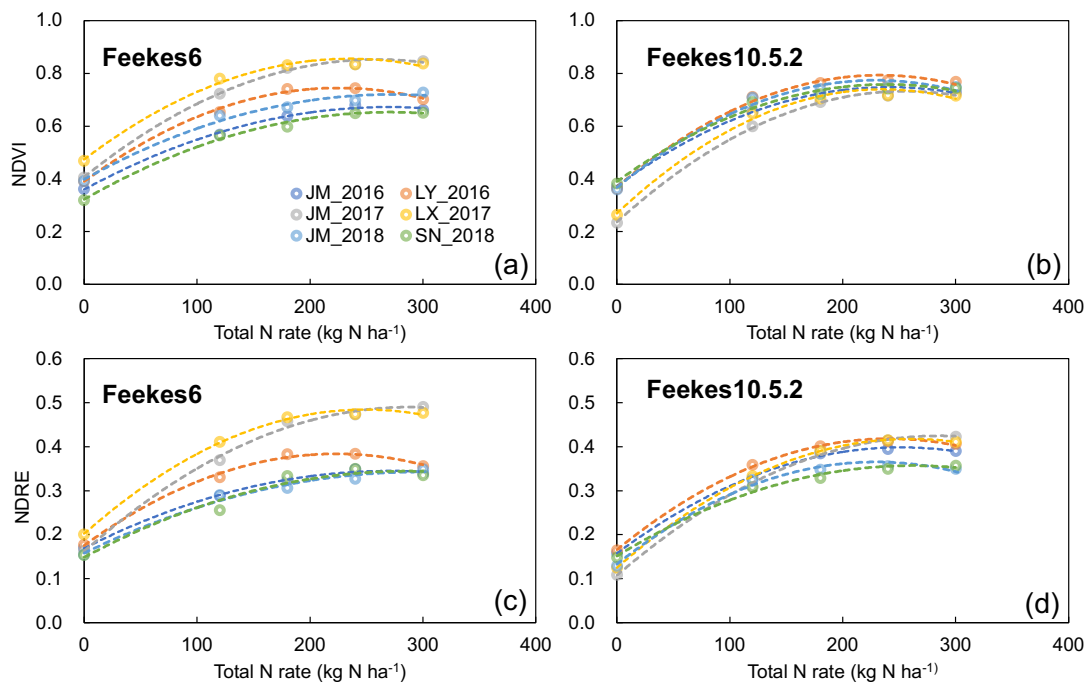 1.0
0.8
0.6
0.4
0.2
0.0
NDVI
Feekes6
JM_2016 LY_2016
JM_2017 LX_2017
JM_2018 SN_2018
(a)
0 100 200 300 400
Total N rate (kg N ha⁻¹)
1.0
0.8
0.6
0.4
0.2
0.0
Feekes10.5.2
(b)
0 100 200 300 400
Total N rate (kg N ha⁻¹)
0.6
0.5
0.4
0.3
0.2
0.1
0.0
NDRE
Feekes6
(c)
0 100 200 300 400
Total N rate (kg N ha⁻¹)
0.6
0.5
0.4
0.3
0.2
0.1
0.0
Feekes10.5.2
(d)
0 100 200 300 400
Total N rate (kg N ha⁻¹⁾